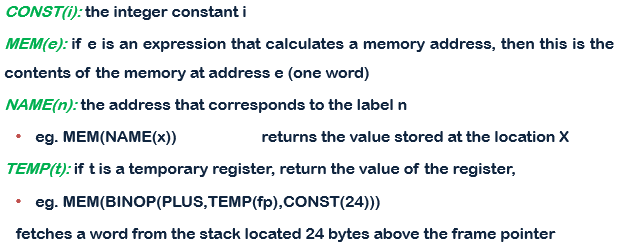 CONST(i): the integer constant i
MEM(e): if e is an expression that calculates a memory address, then this is the
contents of the memory at address e (one word)
NAME(n): the address that corresponds to the label n
• eg. MEM(NAME(x)) returns the value stored at the location X
TEMP(t): if t is a temporary register, return the value of the register,
• eg. MEM(BINOP(PLUS,TEMP(fp),CONST(24)))
fetches a word from the stack located 24 bytes above the frame pointer